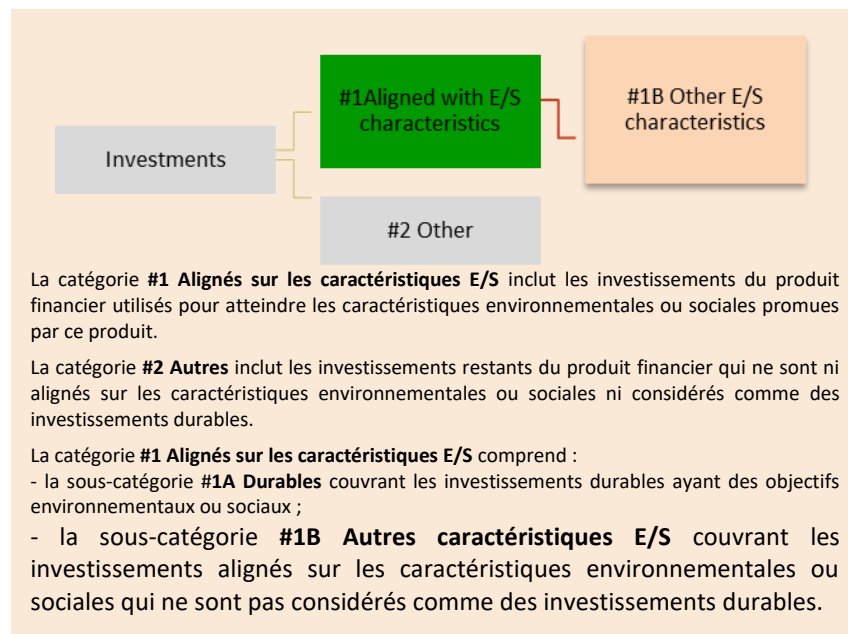 #1Aligned with E/S
characteristics
#1B Other E/S
characteristics
Investments
#2 Other
La catégorie #1 Alignés sur les caractéristiques E/S inclut les investissements du produit
financier utilisés pour atteindre les caractéristiques environnementales ou sociales promues
par ce produit.
La catégorie #2 Autres inclut les investissements restants du produit financier qui ne sont ni
alignés sur les caractéristiques environnementales ou sociales ni considérés comme des
investissements durables.
La catégorie #1 Alignés sur les caractéristiques E/S comprend :
- la sous-catégorie #1A Durables couvrant les investissements durables ayant des objectifs
environnementaux ou sociaux ;
- la sous-catégorie #1B Autres caractéristiques E/S couvrant les
investissements alignés sur les caractéristiques environnementales ou
sociales qui ne sont pas considérés comme des investissements durables.